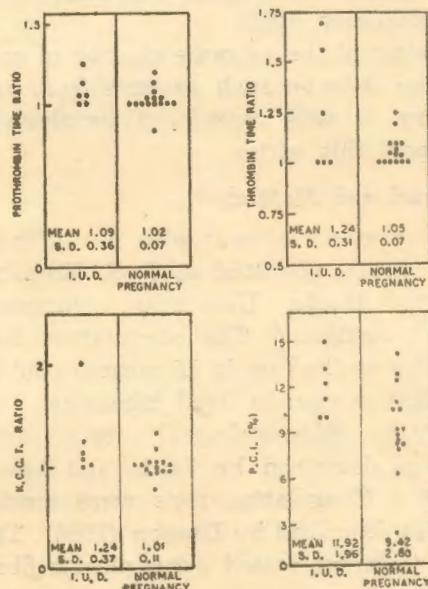 PROTHROMBIN TIME RATIO
1.3
1
0
MEAN 1.09 1.02
S. D. 0.36 0.07
I. U. D. NORMAL
PREGNANCY
THROMBIN TIME RATIO
1.75
1.5
1.25
1
0.75
0.5
MEAN 1.24 1.05
S. D. 0.31 0.07
I. U. D. NORMAL
PREGNANCY
K.C.C.T. RATIO
2
1
0
MEAN 1.24 1.01
S. D. 0.37 0.11
I. U. D. NORMAL
PREGNANCY
P.C.I. (%)
15
12
9
6
3
0
MEAN 11.92 9.42
S. D. 1.96 2.80
I. U. D. NORMAL
PREGNANCY